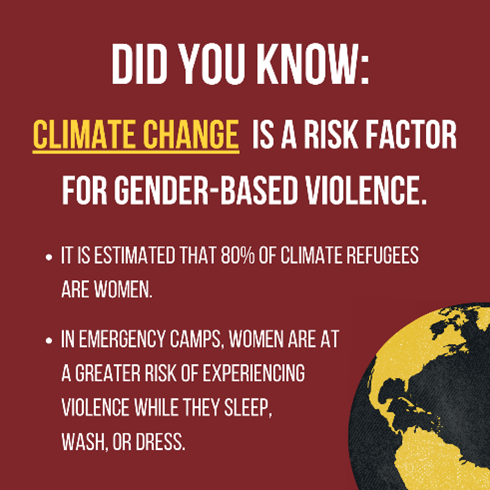 DID YOU KNOW:
CLIMATE CHANGE IS A RISK FACTOR
FOR GENDER-BASED VIOLENCE.
• IT IS ESTIMATED THAT 80% OF CLIMATE REFUGEES
ARE WOMEN.
• IN EMERGENCY CAMPS, WOMEN ARE AT
A GREATER RISK OF EXPERIENCING
VIOLENCE WHILE THEY SLEEP,
WASH, OR DRESS.